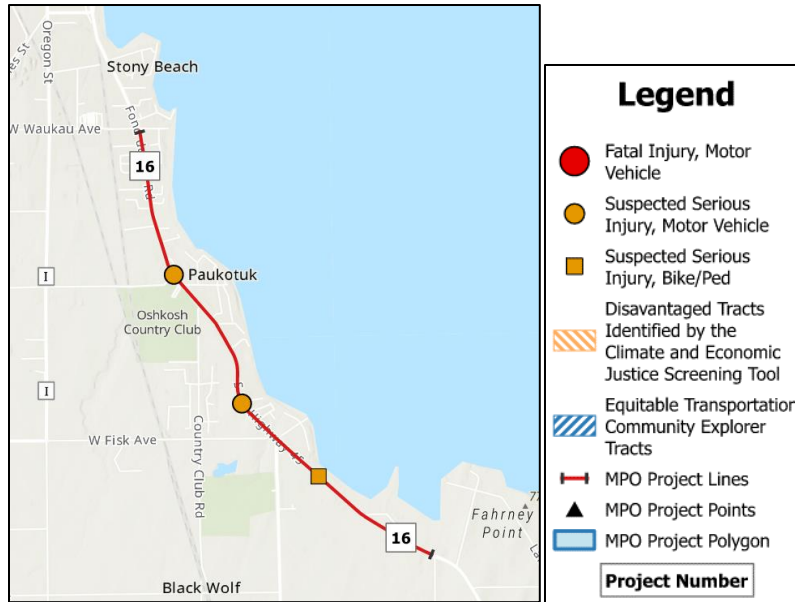 Oregon St
Stony Beach
W Waukau Ave
Rd
16
I
Paukotuk
Oshkosh
Country Club
I
W Fisk Ave
Country Club Rd
16
Fahrney
Point
Black Wolf
Legend
Fatal Injury, Motor
Vehicle
Suspected Serious
Injury, Motor Vehicle
Suspected Serious
Injury, Bike/Ped
Disavantaged Tracts
Identified by the
Climate and Economic
Justice Screening Tool
Equitable Transportation
Community Explorer
Tracts
MPO Project Lines
MPO Project Points
MPO Project Polygon
Project Number